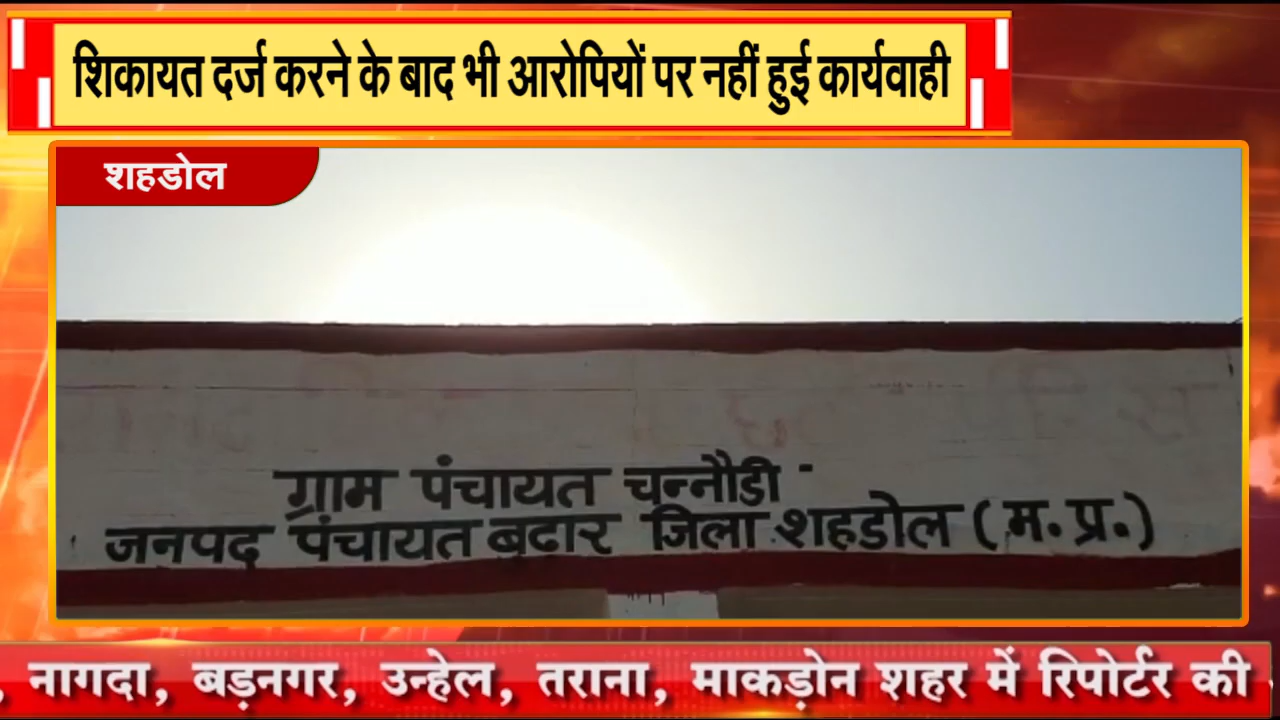 शिकायत दर्ज करने के बाद भी आरोपियों पर नहीं हुई कार्यवाही
शहडोल
ग्राम पंचायत चन्नौडी -
जनपद पंचायत बुढार जिला शहडोल (म.प्र.)
, नागदा, बड़नगर, उन्हेल, तराना, माकड़ोन शहर में रिपोर्टर की